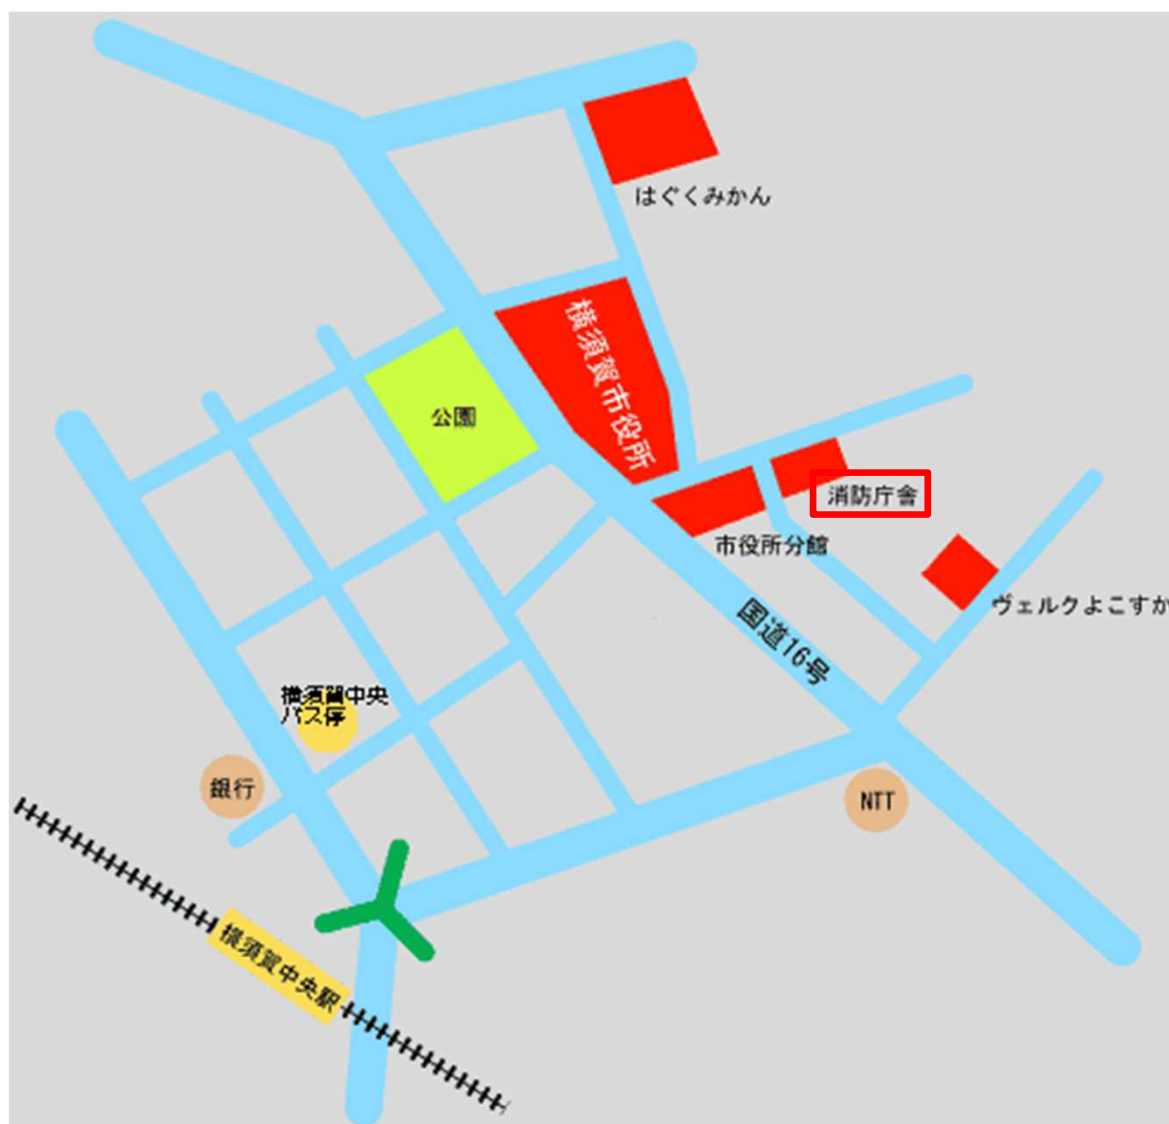 はぐくみかん
横須賀市役所
公園
消防庁舎
市役所分館
ヴェルクよこすか
国道16号
横須賀中央
バス停
銀行
NTT
横須賀中央駅